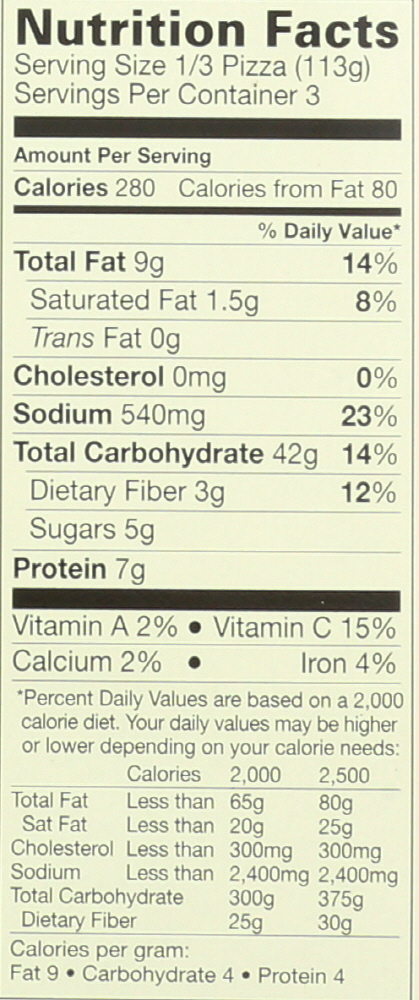 Nutrition Facts
Serving Size 1/3 Pizza (113g)
Servings Per Container 3
Amount Per Serving
Calories 280 Calories from Fat 80
% Daily Value*
Total Fat 9g 14%
Saturated Fat 1.5g 8%
Trans Fat 0g
Cholesterol 0mg 0%
Sodium 540mg 23%
Total Carbohydrate 42g 14%
Dietary Fiber 3g 12%
Sugars 5g
Protein 7g
Vitamin A 2% • Vitamin C 15%
Calcium 2% • Iron 4%
*Percent Daily Values are based on a 2,000
calorie diet. Your daily values may be higher
or lower depending on your calorie needs:
Calories 2,000 2,500
Total Fat Less than 65g 80g
Sat Fat Less than 20g 25g
Cholesterol Less than 300mg 300mg
Sodium Less than 2,400mg 2,400mg
Total Carbohydrate 300g 375g
Dietary Fiber 25g 30g
Calories per gram:
Fat 9 • Carbohydrate 4 • Protein 4